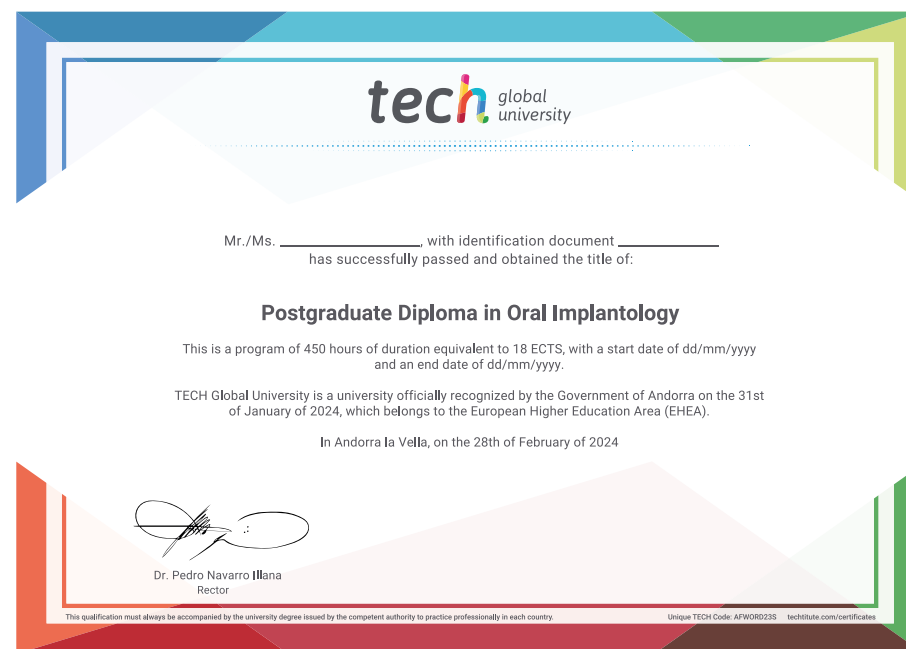 tech global
university
Mr./Ms. ____________, with identification document ____________
has successfully passed and obtained the title of:
Postgraduate Diploma in Oral Implantology
This is a program of 450 hours of duration equivalent to 18 ECTS, with a start date of dd/mm/yyyy
and an end date of dd/mm/yyyy.
TECH Global University is a university officially recognized by the Government of Andorra on the 31st
of January of 2024, which belongs to the European Higher Education Area (EHEA).
In Andorra la Vella, on the 28th of February of 2024
Dr. Pedro Navarro Illana
Rector
This qualification must always be accompanied by the university degree issued by the competent authority to practice professionally in each country.
Unique TECH Code: AFWORD23S techtitute.com/certificates